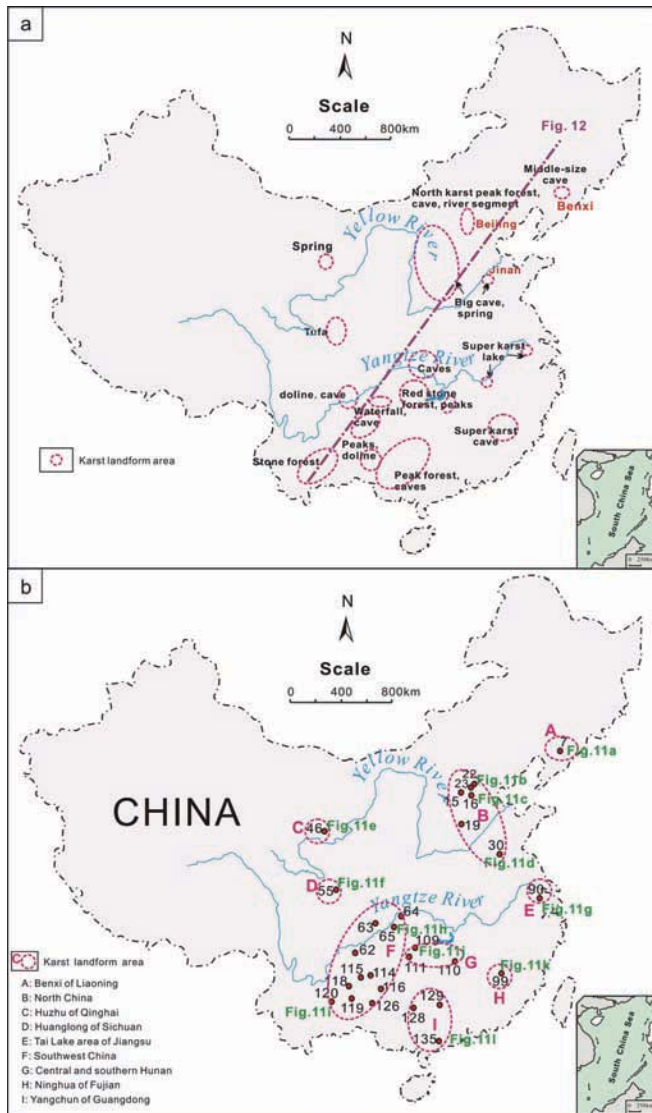 a
N
Scale
0 400 800km
Fig. 12
Middle-size
cave
Benxi
North karst peak forest,
cave, river segment
Beijing
Yellow River
Spring
Jinan
Big cave,
spring
Tufa
Super karst
lake
Yangtze River
Caves
doline. cave
Red stone
forest, peaks
Waterfall,
cave
Super karst
cave
Peaks,
doline
Stone forest
Peak forest,
caves
Karst landform area
South China Sea
b
N
Scale
0 400 800km
A
7
Fig.11a
Yellow River
22
Fig.11b
23
15
16
Fig.11c
B
CHINA
19
C
46
Fig.11e
30
Fig.11d
D
55
Fig.11f
90
Yangtze River
64
E
Fig.11g
63
Fig.11h
65
109
F
Fig.11j
62
111
G
110
Fig.11k
115
114
99
118
116
H
120
129
Fig.11i
119
126
128
I
135
Fig.11l
C
Karst landform area
A: Benxi of Liaoning
B: North China
C: Huzhu of Qinghai
D: Huanglong of Sichuan
E: Tai Lake area of Jiangsu
F: Southwest China
G: Central and southern Hunan
H: Ninghua of Fujian
I: Yangchun of Guangdong
South China Sea